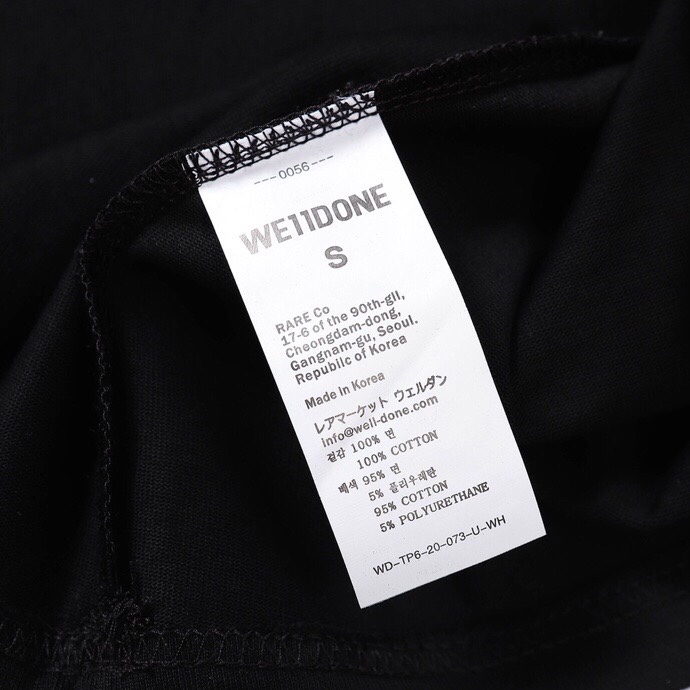 ---0056---
WE11DONE
S
RARE Co
17-6 of the 90th-gil,
Cheongdam-dong,
Gangnam-gu, Seoul.
Republic of Korea
Made in Korea
レアマーケット ウェルダン
info@well-done.com
겉감 100% 면
100% COTTON
배색 95% 면
5% 폴리우레탄
95% COTTON
5% POLYURETHANE
WD-TP6-20-073-U-WH